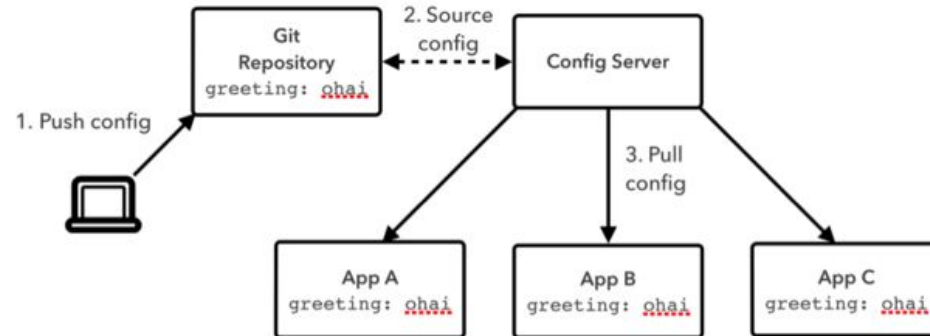 Git
Repository
greeting: ohai
2. Source
config
Config Server
1. Push config
3. Pull
config
App A
greeting: ohai
App B
greeting: ohai
App C
greeting: ohai